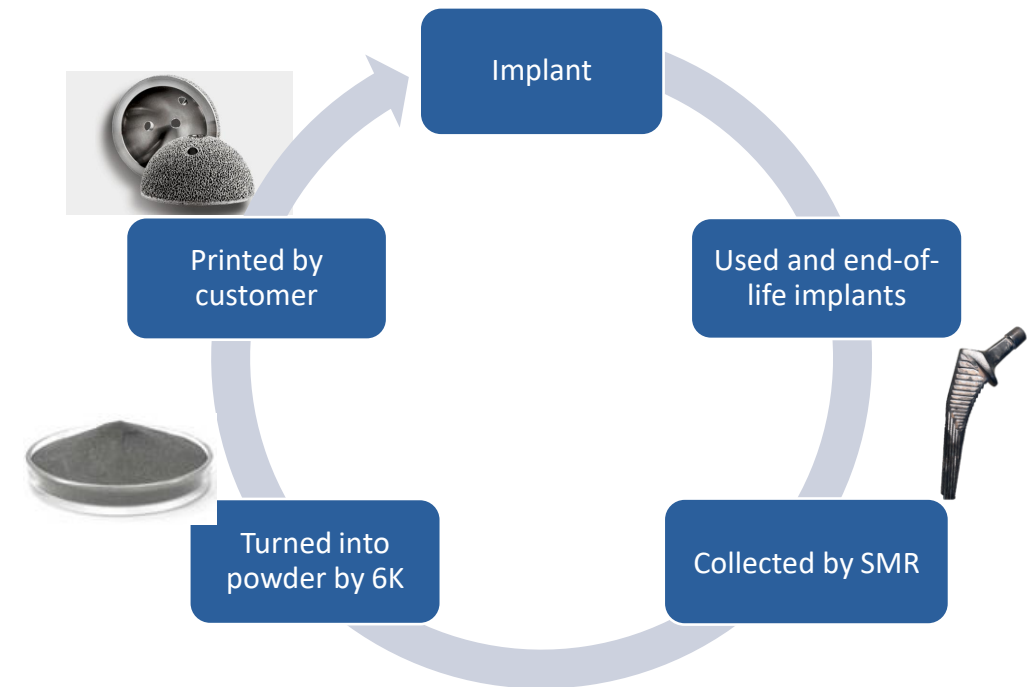 Implant
Used and end-of-
life implants
Collected by SMR
Turned into
powder by 6K
Printed by
customer